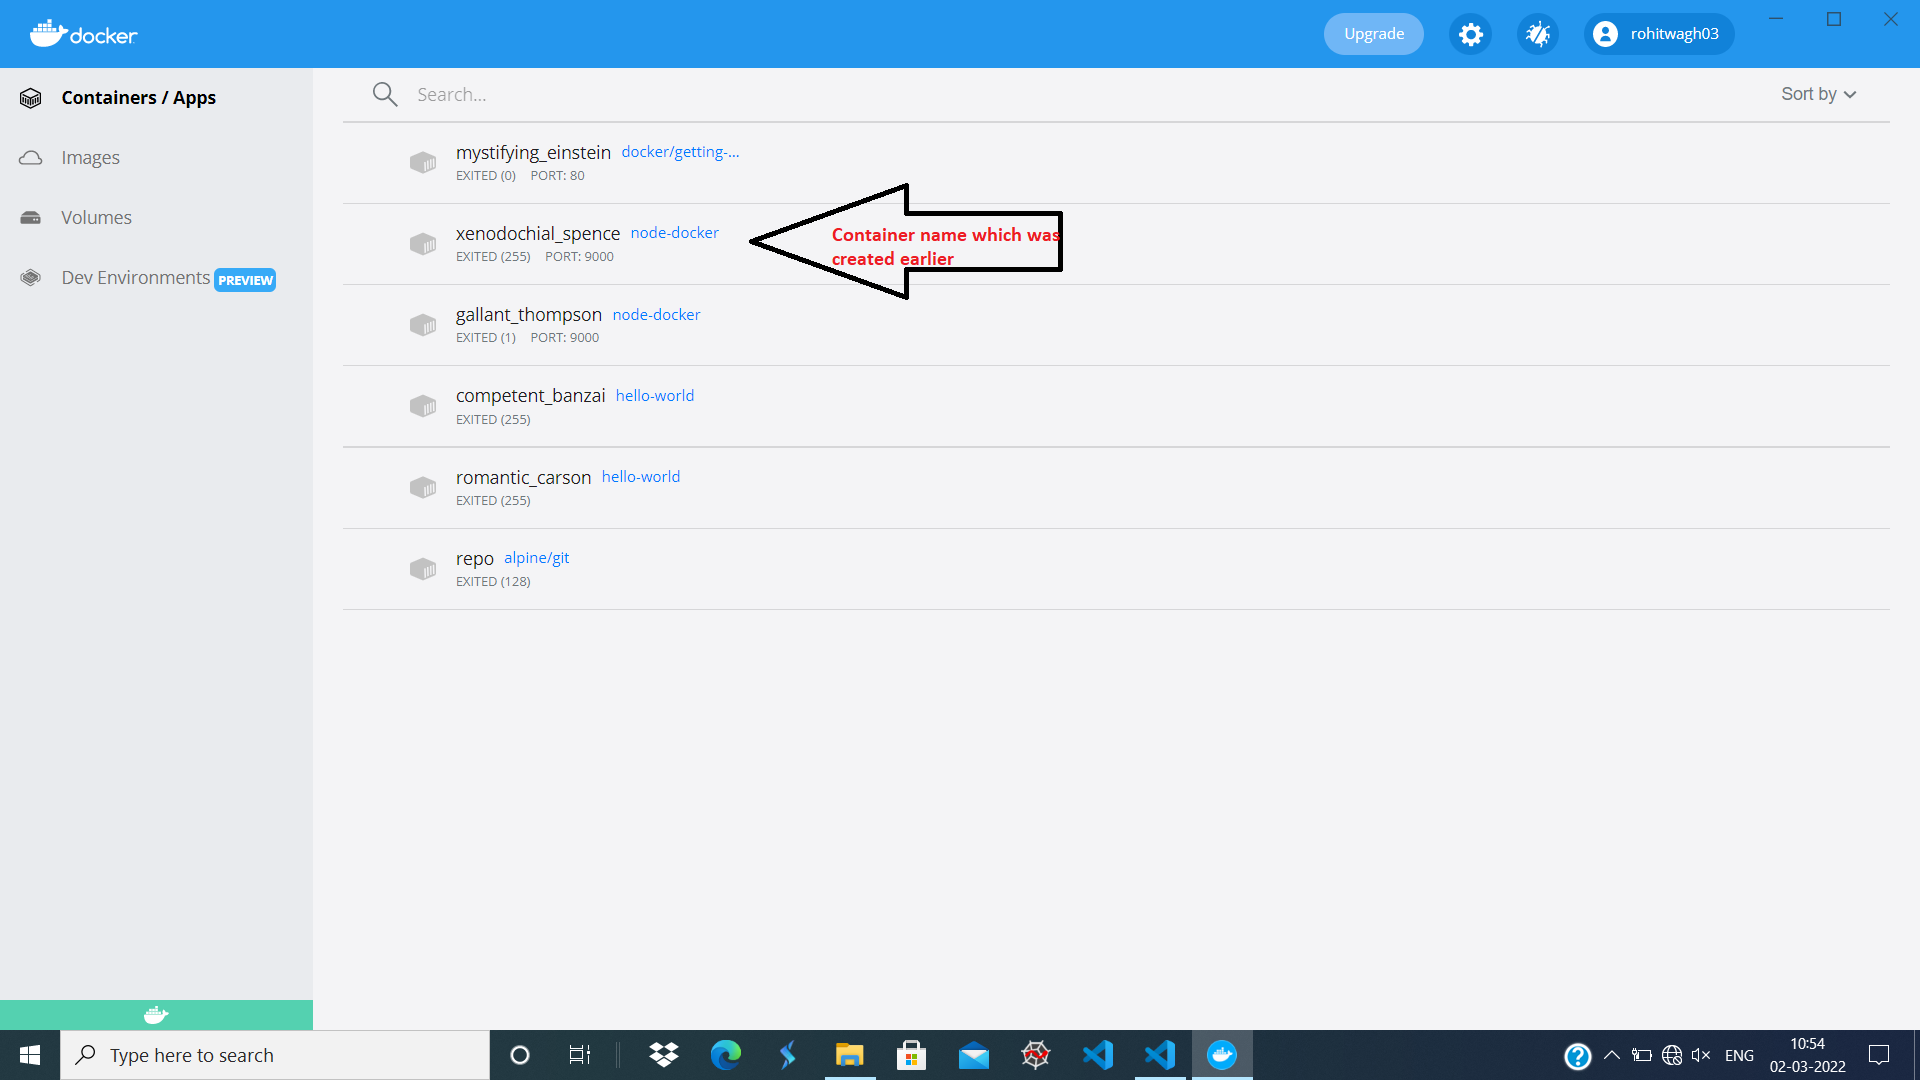 docker
Upgrade
rohitwagh03
Containers / Apps
Images
Volumes
Dev Environments PREVIEW
Search...
Sort by
mystifying_einstein docker/getting-...
EXITED (0) PORT: 80
xenodochial_spence node-docker
EXITED (255) PORT: 9000
Container name which was
created earlier
gallant_thompson node-docker
EXITED (1) PORT: 9000
competent_banzai hello-world
EXITED (255)
romantic_carson hello-world
EXITED (255)
repo alpine/git
EXITED (128)
Type here to search
ENG
10:54
02-03-2022